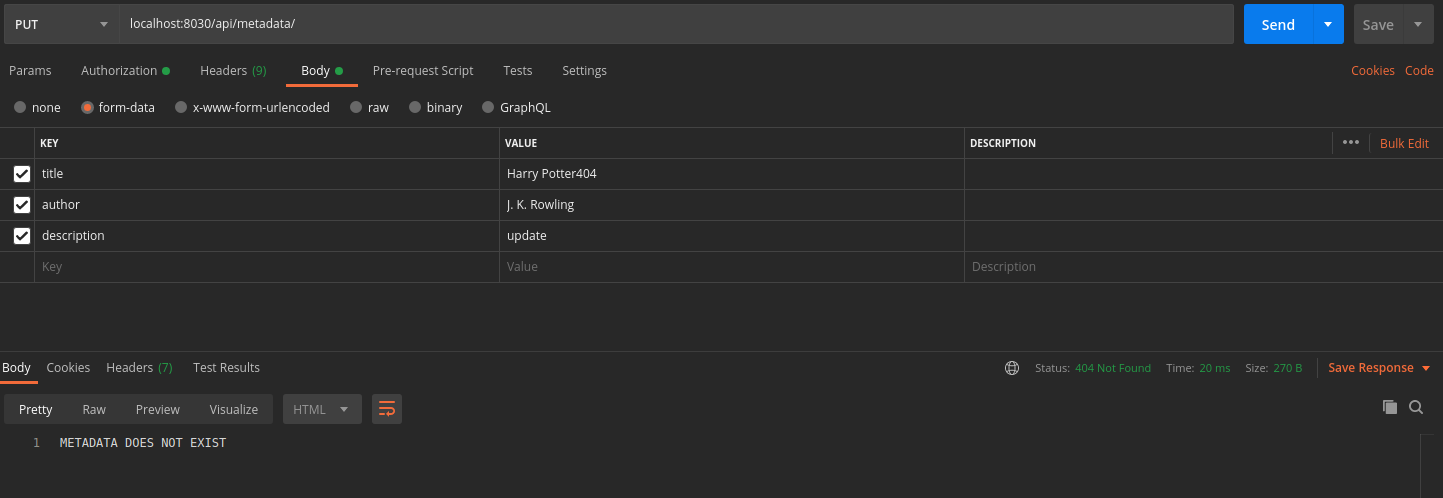 PUT localhost:8030/api/metadata/ Send Save
Params Authorization Headers (9) Body Pre-request Script Tests Settings Cookies Code
none form-data x-www-form-urlencoded raw binary GraphQL
KEY VALUE DESCRIPTION ••• Bulk Edit
title Harry Potter404
author J. K. Rowling
description update
Key Value Description
Body Cookies Headers (7) Test Results Status: 404 Not Found Time: 20 ms Size: 270 B Save Response
Pretty Raw Preview Visualize HTML
1 METADATA DOES NOT EXIST